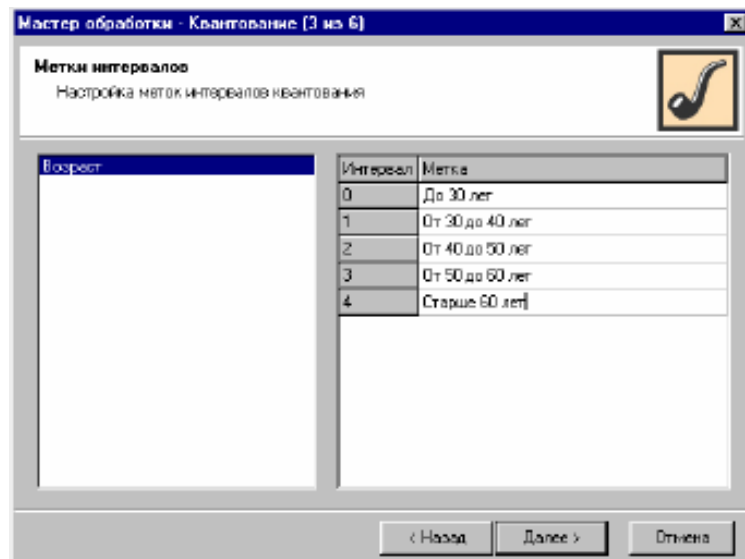 Мастер обработки - Квантование (3 из 6)
Метки интервалов
Настройка меток интервалов квантования
Возраст
Интервал Метка
0 До 30 лет
1 От 30 до 40 лет
2 От 40 до 50 лет
3 От 50 до 60 лет
4 Старше 60 лет
< Назад Далее > Отмена